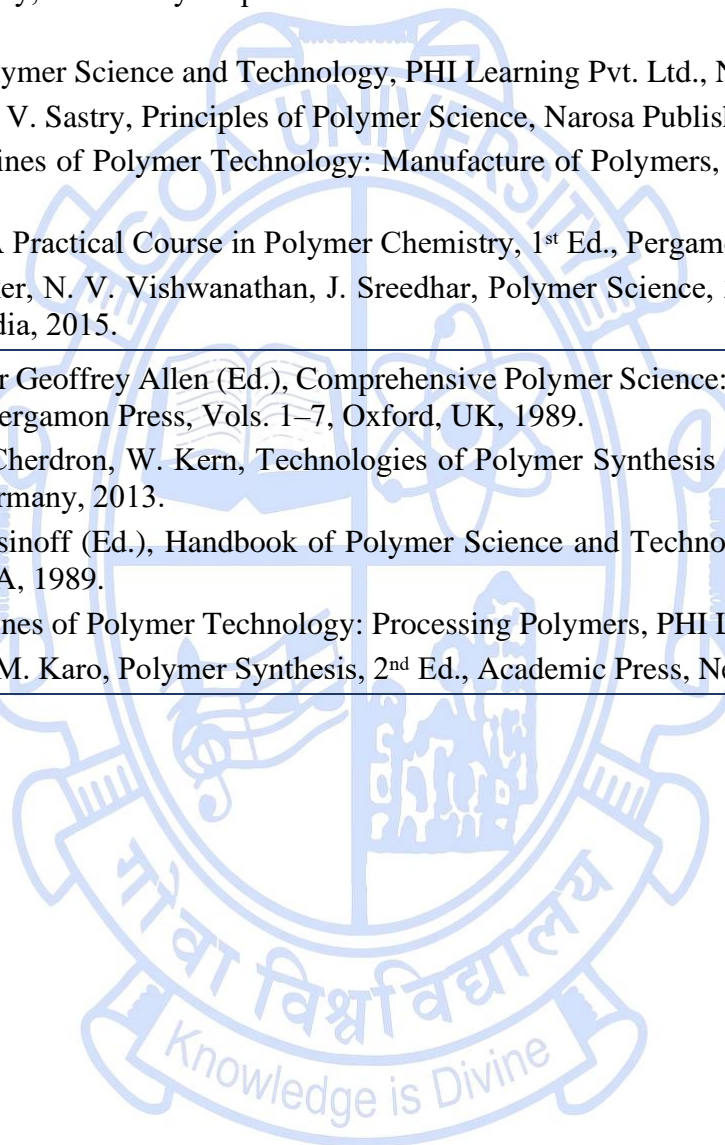 ymer Science and Technology, PHI Learning Pvt. Ltd., N
V. Sastry, Principles of Polymer Science, Narosa Publis
ines of Polymer Technology: Manufacture of Polymers,
A Practical Course in Polymer Chemistry, 1st Ed., Pergam
er, N. V. Vishwanathan, J. Sreedhar, Polymer Science,
dia, 2015.
r Geoffrey Allen (Ed.), Comprehensive Polymer Science:
ergamon Press, Vols. 1–7, Oxford, UK, 1989.
Cherdron, W. Kern, Technologies of Polymer Synthesis
rmany, 2013.
sinoff (Ed.), Handbook of Polymer Science and Techno
A, 1989.
nes of Polymer Technology: Processing Polymers, PHI L
M. Karo, Polymer Synthesis, 2nd Ed., Academic Press, N
GOA UNIVERSITY
गोंवा विश्वविद्यालय
Knowledge is Divine